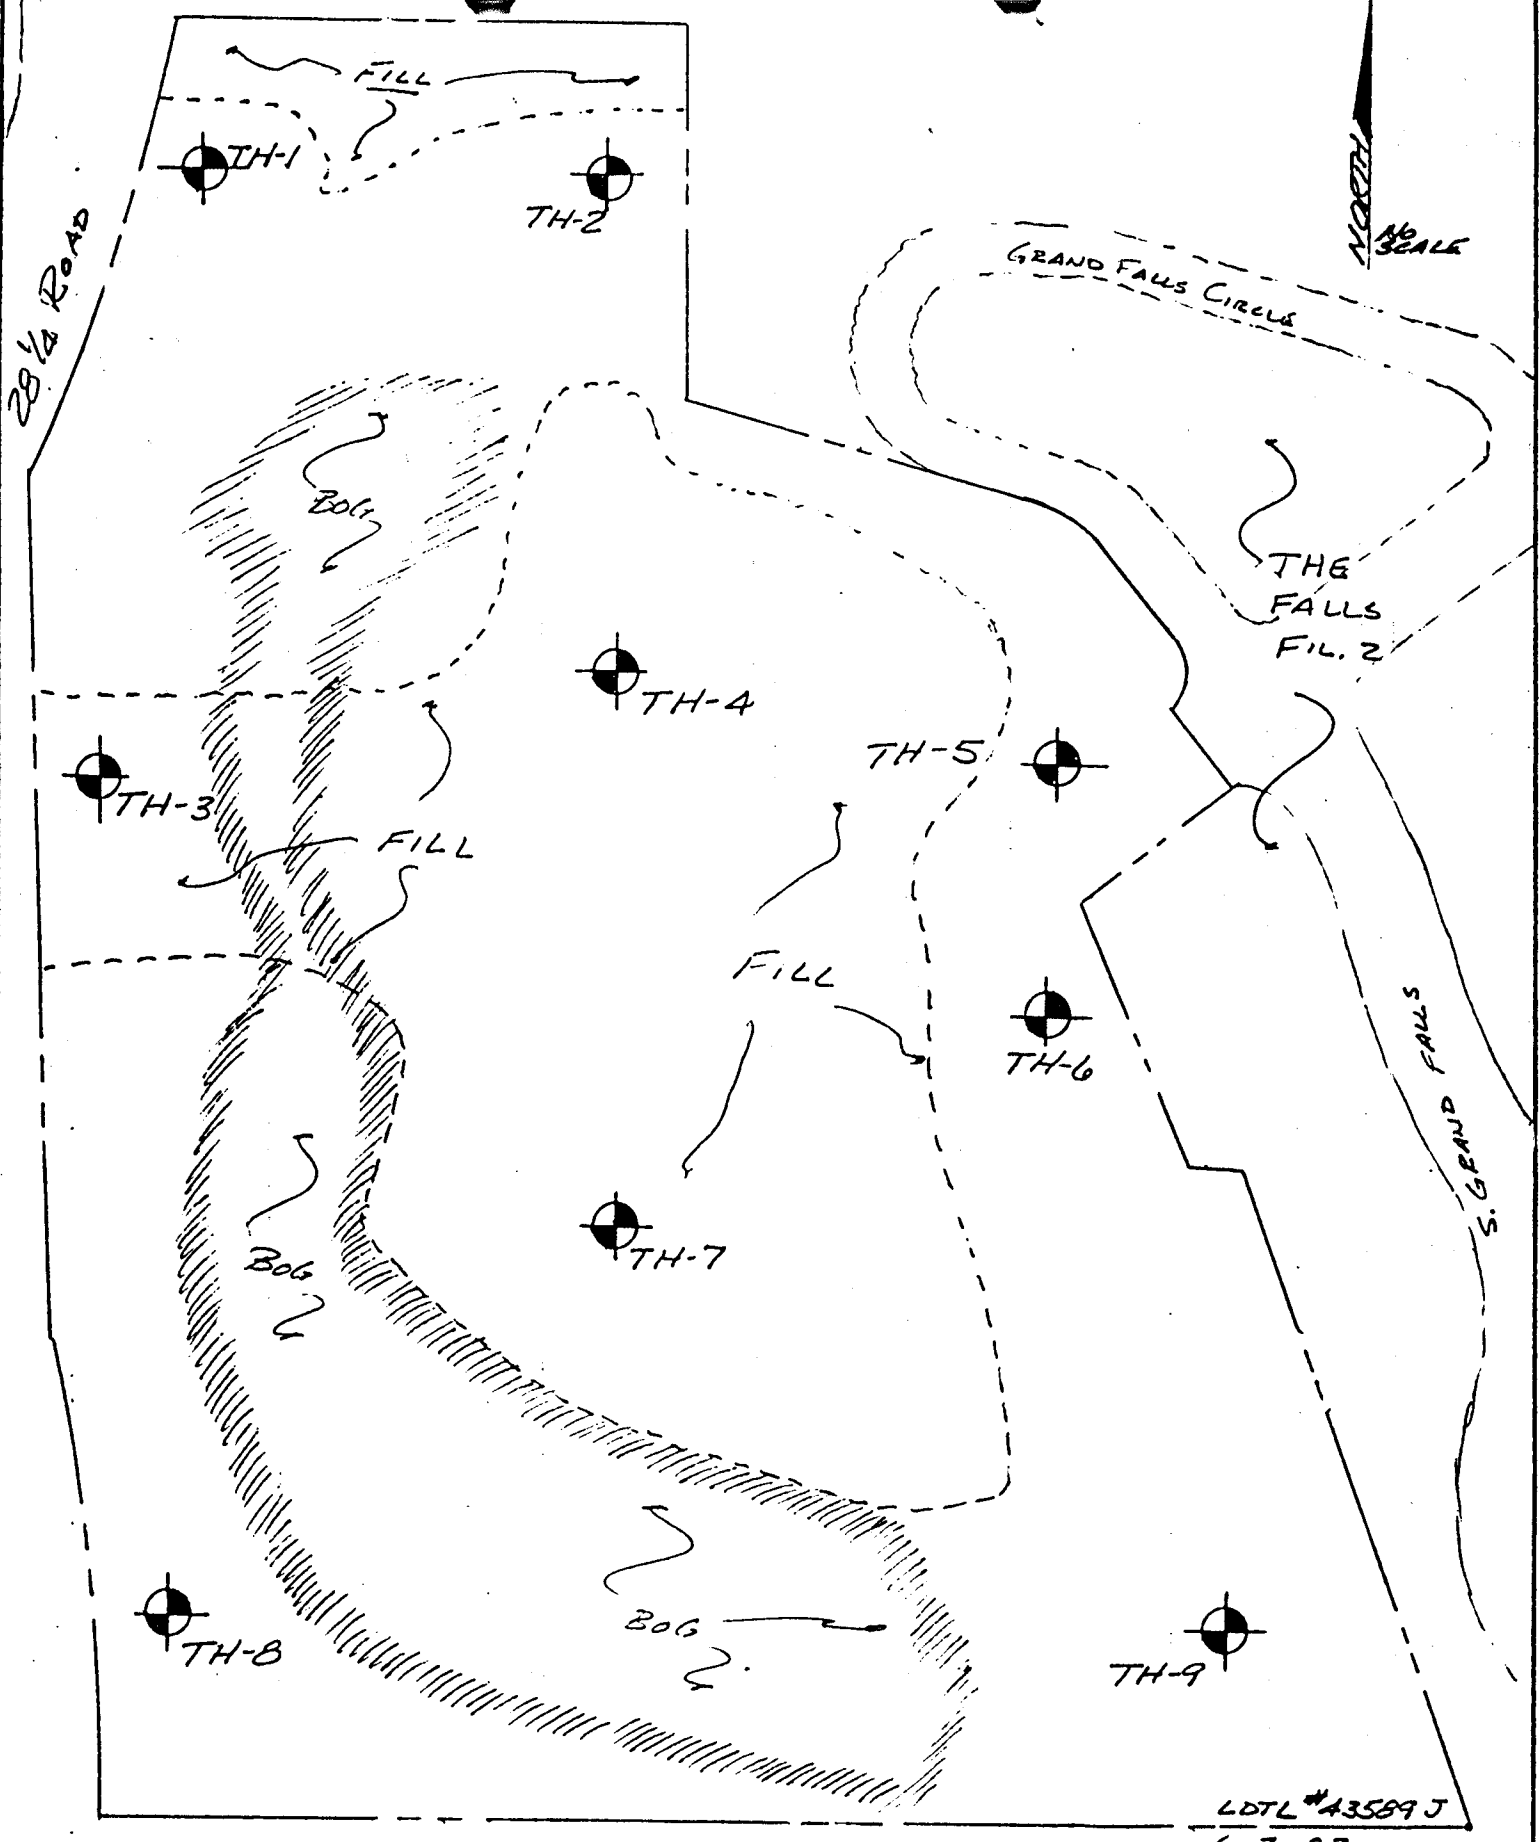 FILL
TH-1
TH-2
28 1/4 ROAD
NORTH
NO
SCALE
GRAND FALLS CIRCLE
BOG
THE
FALLS
FIL. 2
TH-4
TH-5
TH-3
FILL
FILL
TH-6
S. GRAND FALLS
TH-7
BOG
BOG
TH-8
TH-9
LDTL #43589 J